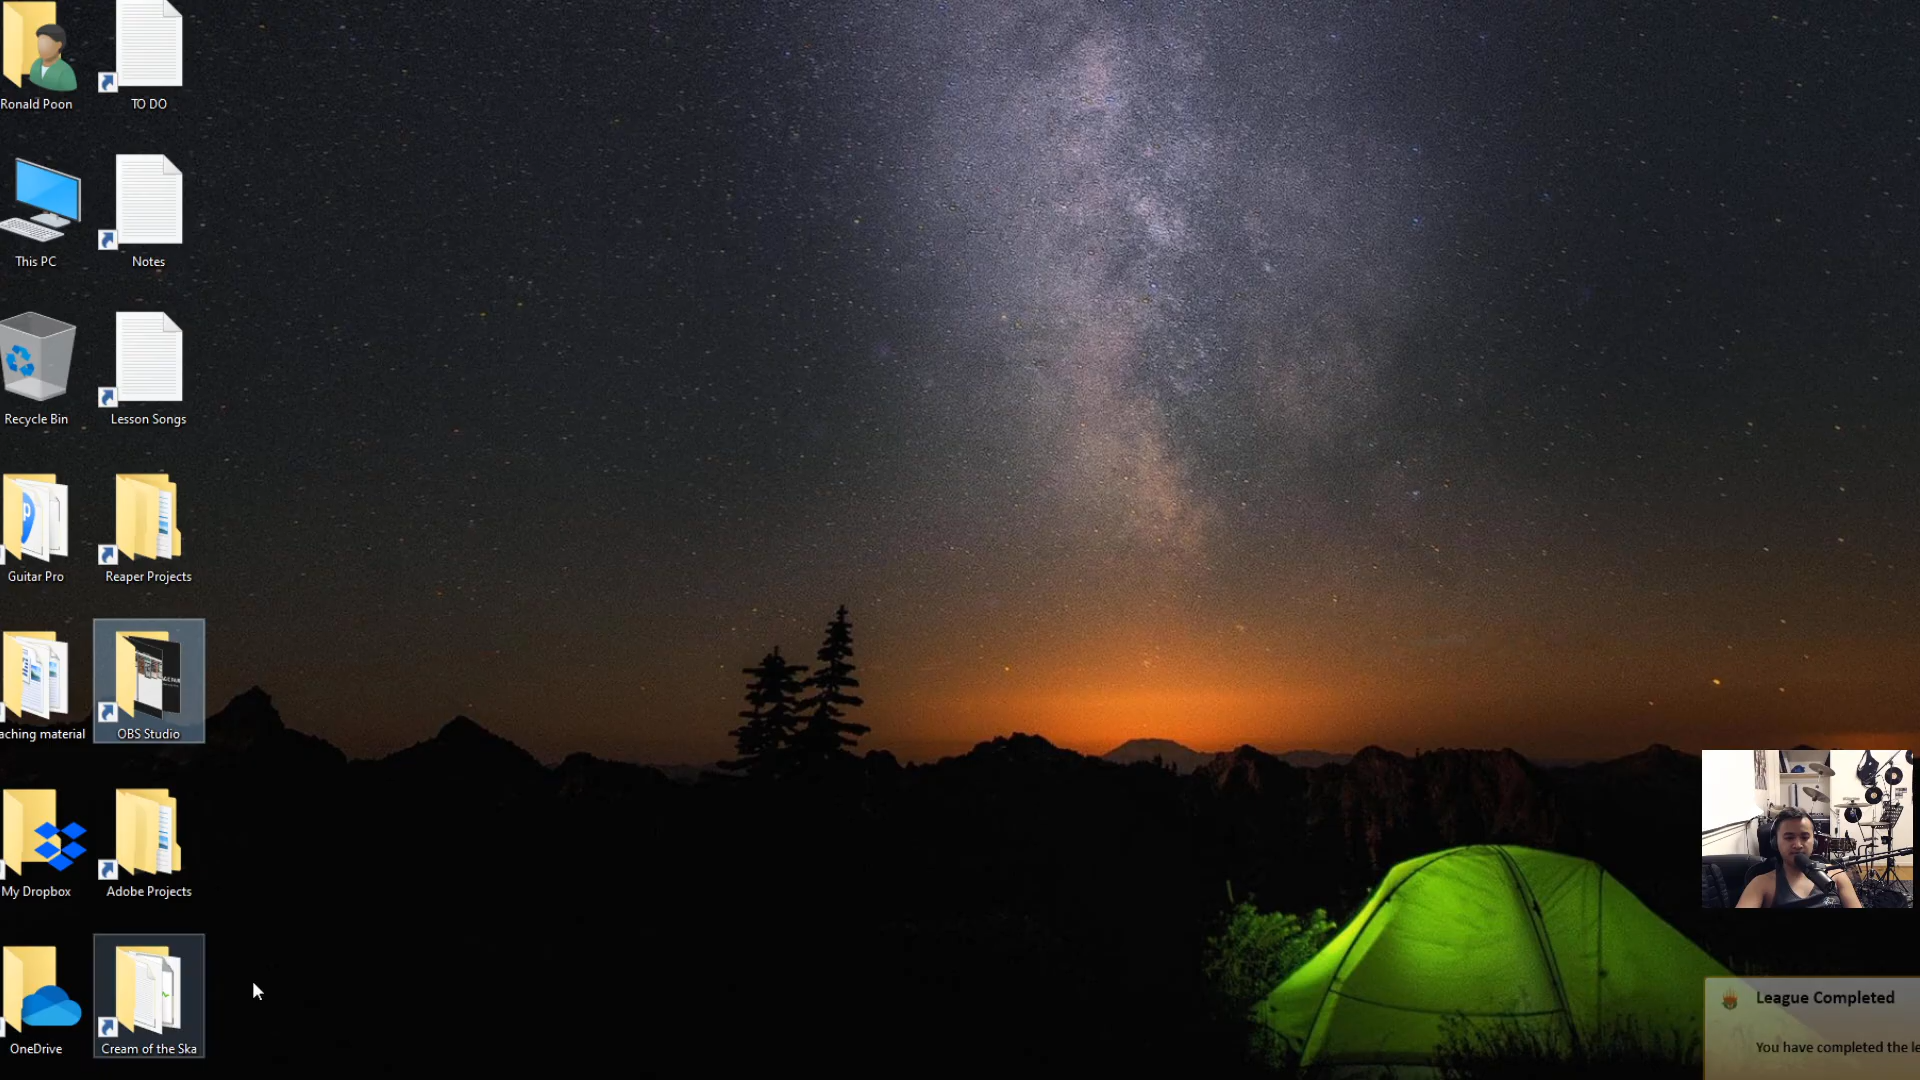 Ronald Poon
TO DO
This PC
Notes
Recycle Bin
Lesson Songs
Guitar Pro
Reaper Projects
aching material
OBS Studio
My Dropbox
Adobe Projects
OneDrive
Cream of the Ska
League Completed
You have completed the le